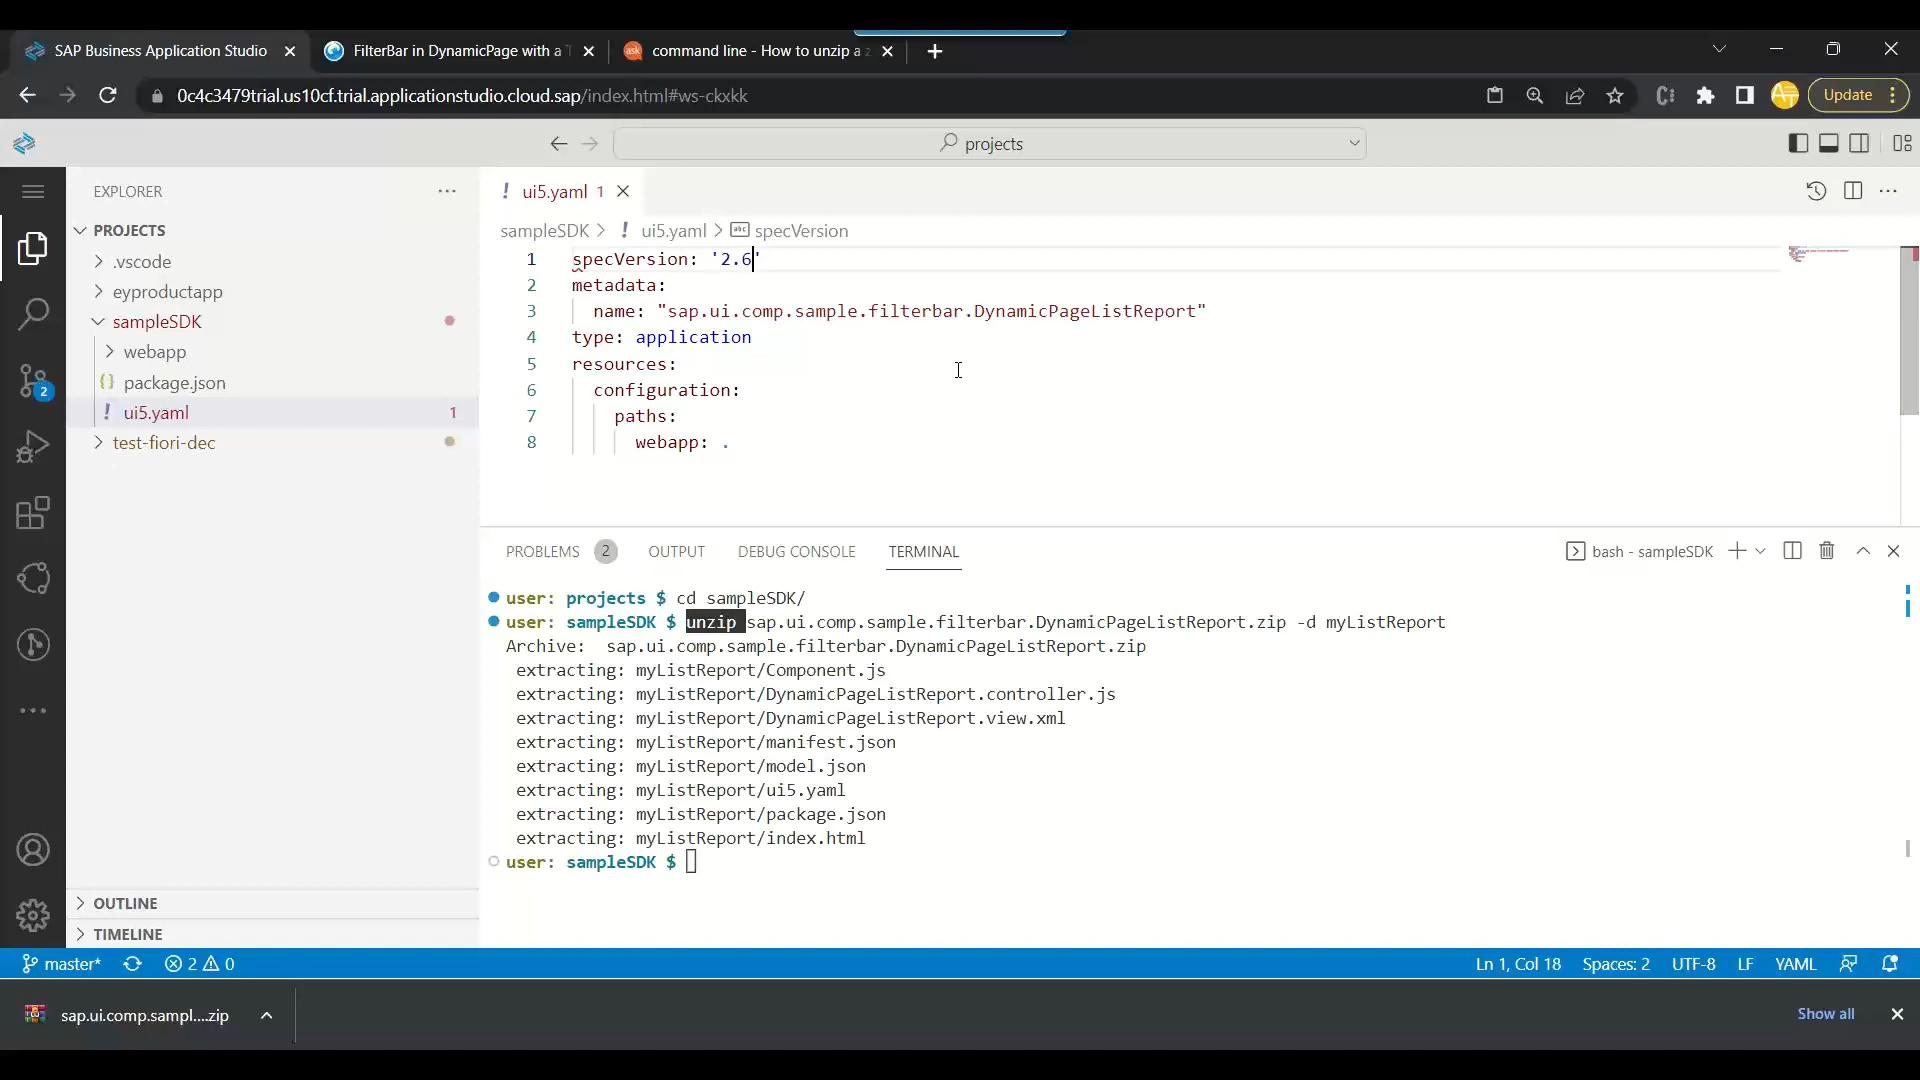 SAP Business Application Studio
FilterBar in DynamicPage with a T
ask
command line - How to unzip a z
0c4c3479trial.us10cf.trial.applicationstudio.cloud.sap/index.html#ws-ckxkk
Update
projects
EXPLORER
PROJECTS
.vscode
eyproductapp
sampleSDK
webapp
{} package.json
! ui5.yaml 1
test-fiori-dec
OUTLINE
TIMELINE
2
! ui5.yaml 1
sampleSDK > ! ui5.yaml > abc specVersion
1 specVersion: '2.6'
2 metadata:
3 name: "sap.ui.comp.sample.filterbar.DynamicPageListReport"
4 type: application
5 resources:
6 configuration:
7 paths:
8 webapp: .
PROBLEMS 2 OUTPUT DEBUG CONSOLE TERMINAL
bash - sampleSDK
user: projects $ cd sampleSDK/
user: sampleSDK $ unzip sap.ui.comp.sample.filterbar.DynamicPageListReport.zip -d myListReport
Archive:  sap.ui.comp.sample.filterbar.DynamicPageListReport.zip
extracting: myListReport/Component.js
extracting: myListReport/DynamicPageListReport.controller.js
extracting: myListReport/DynamicPageListReport.view.xml
extracting: myListReport/manifest.json
extracting: myListReport/model.json
extracting: myListReport/ui5.yaml
extracting: myListReport/package.json
extracting: myListReport/index.html
user: sampleSDK $
master* 2 0
Ln 1, Col 18 Spaces: 2 UTF-8 LF YAML
sap.ui.comp.sampl....zip
Show all